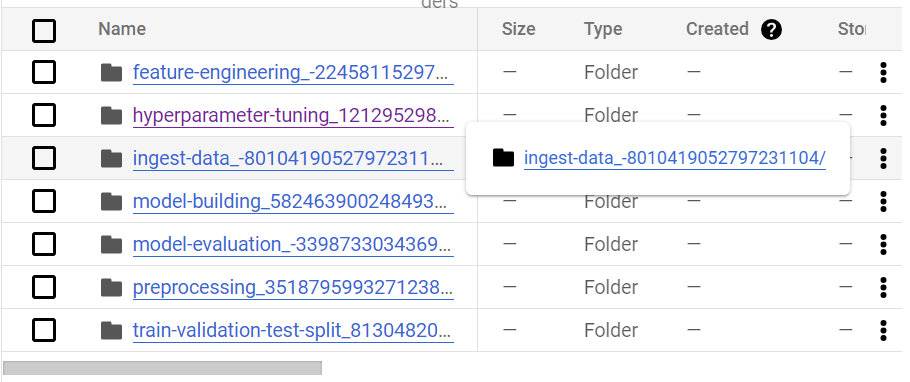 ders
Name Size Type Created ? Sto
feature-engineering_-22458115297... — Folder — —
hyperparameter-tuning_121295298... — Folder — —
ingest-data_-80104190527972311... ingest-data_-8010419052797231104/ —
model-building_582463900248493... — Folder — —
model-evaluation_-3398733034369... — Folder — —
preprocessing_3518795993271238... — Folder — —
train-validation-test-split_81304820... — Folder — —